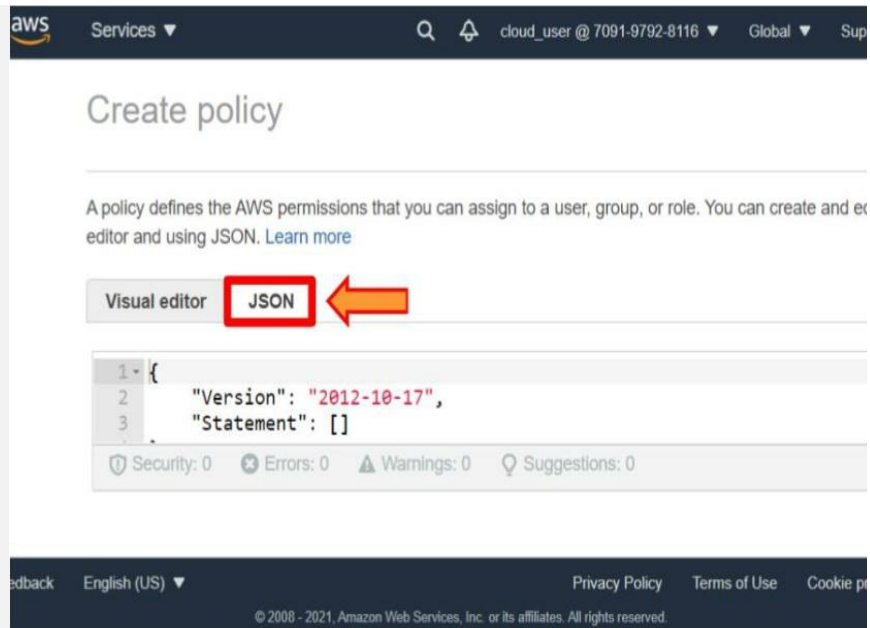 aws Services ▼ cloud_user @ 7091-9792-8116 ▼ Global ▼ Sup
Create policy
A policy defines the AWS permissions that you can assign to a user, group, or role. You can create and ed
editor and using JSON. Learn more
Visual editor JSON
1 {
2 "Version": "2012-10-17",
3 "Statement": []
Security: 0 Errors: 0 Warnings: 0 Suggestions: 0
edback English (US) ▼ Privacy Policy Terms of Use Cookie pr
© 2008 - 2021, Amazon Web Services, Inc. or its affiliates. All rights reserved.